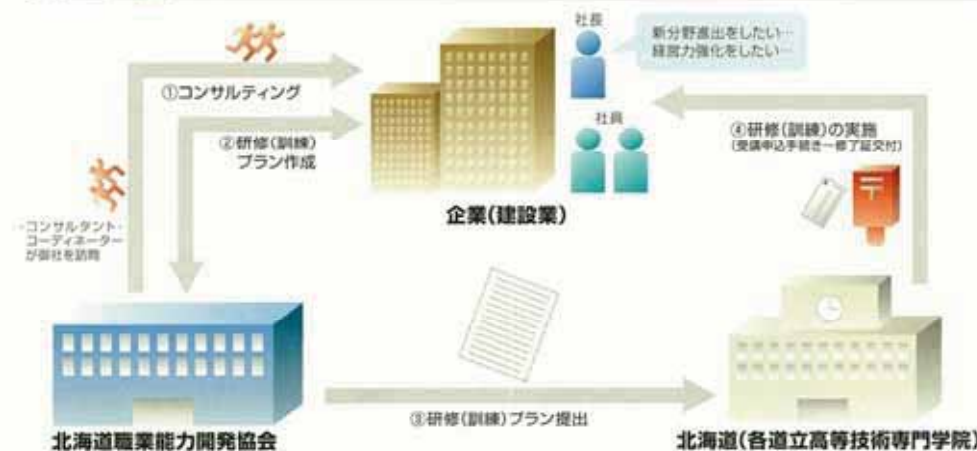 社長
新分野進出をしたい…
経営力強化をしたい…
①コンサルティング
社員
②研修(訓練)
プラン作成
④研修(訓練)の実施
(受講申込手続き─修了証交付)
企業(建設業)
・コンサルタント・
コーディネーター
が御社を訪問
③研修(訓練)プラン提出
北海道職業能力開発協会
北海道(各道立高等技術専門学院)